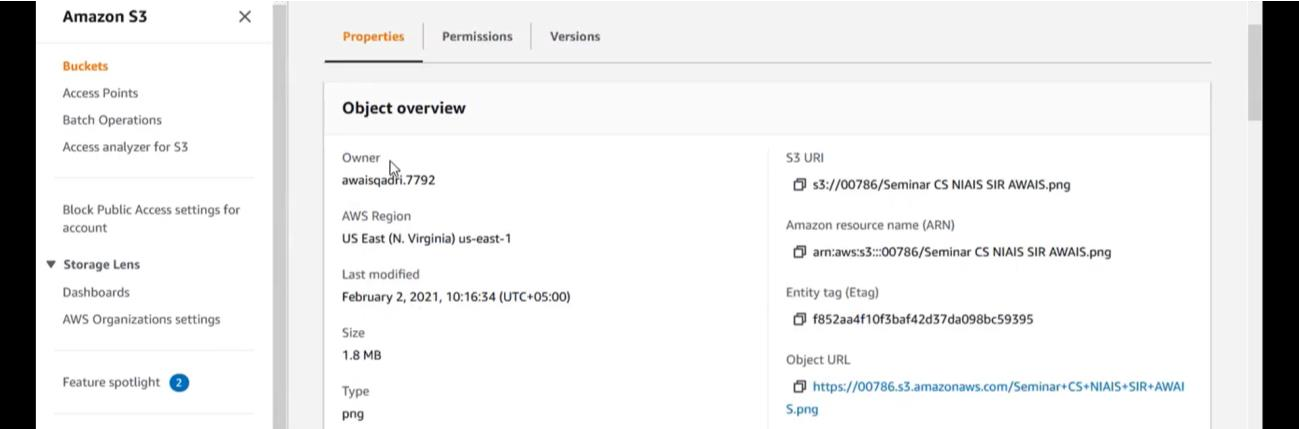 Amazon S3
Buckets
Access Points
Batch Operations
Access analyzer for S3
Block Public Access settings for
account
Storage Lens
Dashboards
AWS Organizations settings
Feature spotlight 2
Properties
Permissions
Versions
Object overview
Owner
awaisqadri.7792
AWS Region
US East (N. Virginia) us-east-1
Last modified
February 2, 2021, 10:16:34 (UTC+05:00)
Size
1.8 MB
Type
png
S3 URI
s3://00786/Seminar CS NIAIS SIR AWAIS.png
Amazon resource name (ARN)
arn:aws:s3:::00786/Seminar CS NIAIS SIR AWAIS.png
Entity tag (Etag)
f852aa4f10f3baf42d37da098bc59395
Object URL
https://00786.s3.amazonaws.com/Seminar+CS+NIAIS+SIR+AWAI
S.png